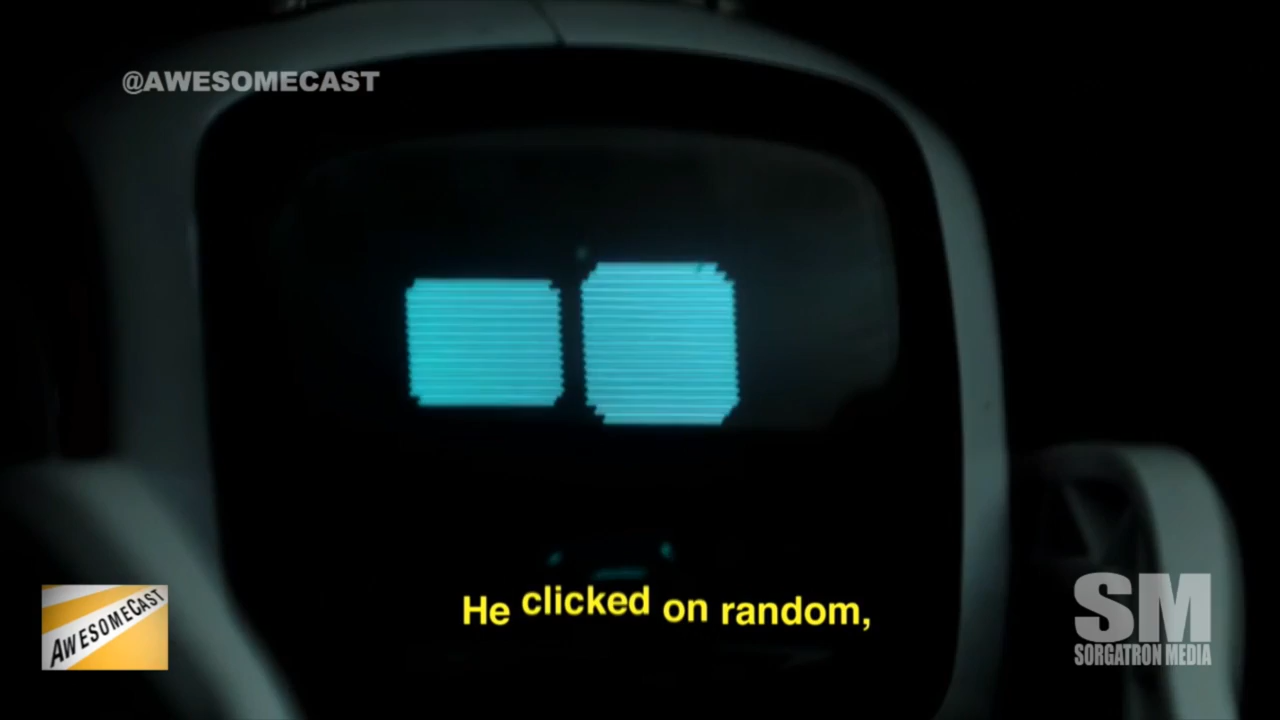 @AWESOMECAST
He clicked on random,
AWESOMECAST
SM
SORGATRON MEDIA